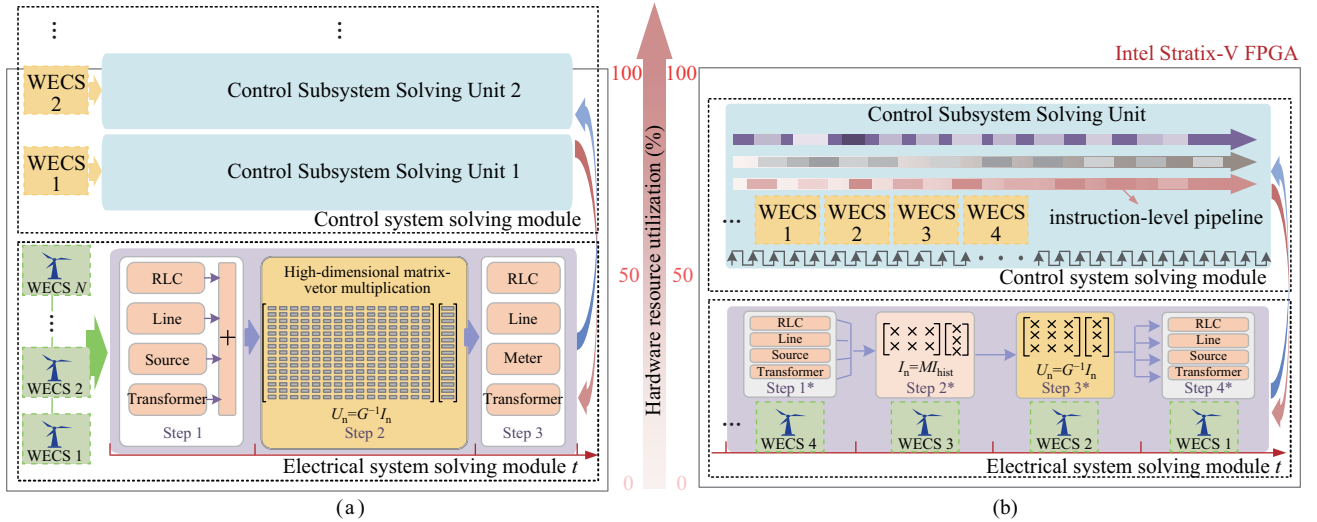 WECS
2
Control Subsystem Solving Unit 2
WECS
1
Control Subsystem Solving Unit 1
Control system solving module
WECS N
WECS 2
WECS 1
RLC
Line
Source
Transformer
+
Step 1
High-dimensional matrix-
vetor multiplication
Un=G−1In
Step 2
RLC
Line
Meter
Transformer
Step 3
Electrical system solving module t
(a)
100
50
0
Hardware resource utilization (%)
100
50
0
Intel Stratix-V FPGA
Control Subsystem Solving Unit
instruction-level pipeline
... WECS
1
WECS
2
WECS
3
WECS
4
Control system solving module
RLC
Line
Source
Transformer
Step 1*
In=MIhist
Step 2*
Un=G−1In
Step 3*
RLC
Line
Source
Transformer
Step 4*
... WECS 4
WECS 3
WECS 2
WECS 1
Electrical system solving module t
(b)